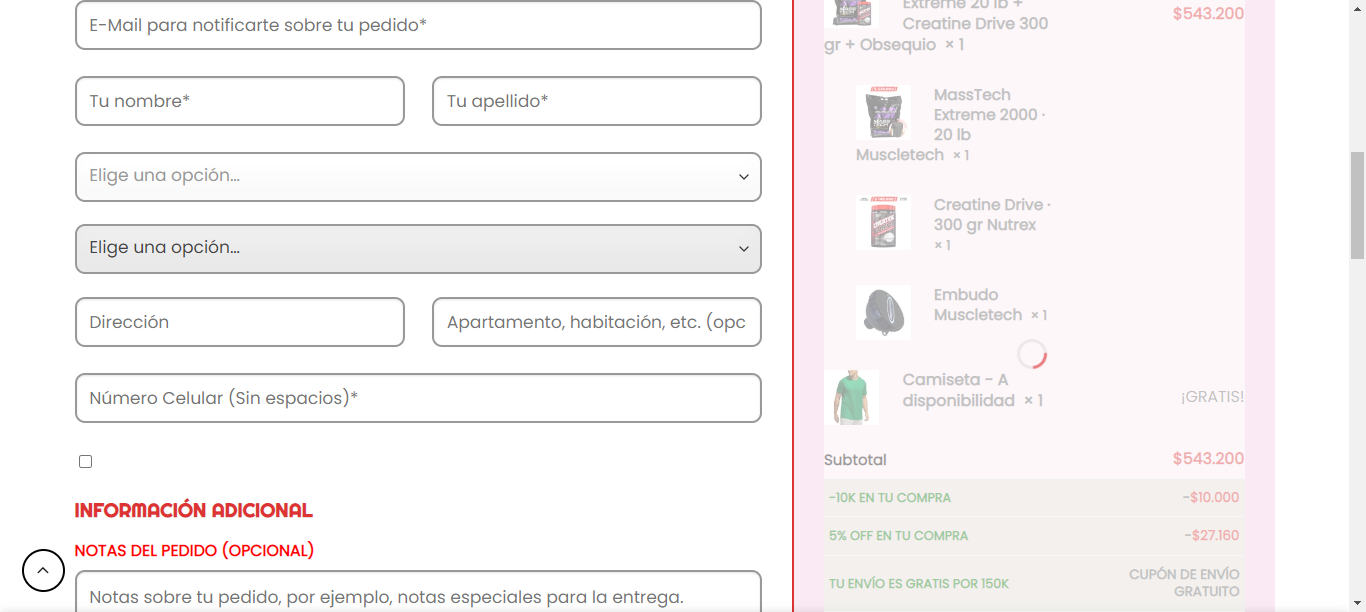 E-Mail para notificarte sobre tu pedido*
Tu nombre*
Tu apellido*
Elige una opción...
Elige una opción...
Dirección
Apartamento, habitación, etc. (opc
Número Celular (Sin espacios)*
INFORMACIÓN ADICIONAL
NOTAS DEL PEDIDO (OPCIONAL)
Notas sobre tu pedido, por ejemplo, notas especiales para la entrega.
Extreme 20 lb +
Creatine Drive 300
gr + Obsequio × 1
$543.200
MassTech
Extreme 2000 ·
20 lb
Muscletech × 1
Creatine Drive ·
300 gr Nutrex
× 1
Embudo
Muscletech × 1
Camiseta - A
disponibilidad × 1
¡GRATIS!
Subtotal
$543.200
-10K EN TU COMPRA
-$10.000
5% OFF EN TU COMPRA
-$27.160
TU ENVÍO ES GRATIS POR 150K
CUPÓN DE ENVÍO
GRATUITO